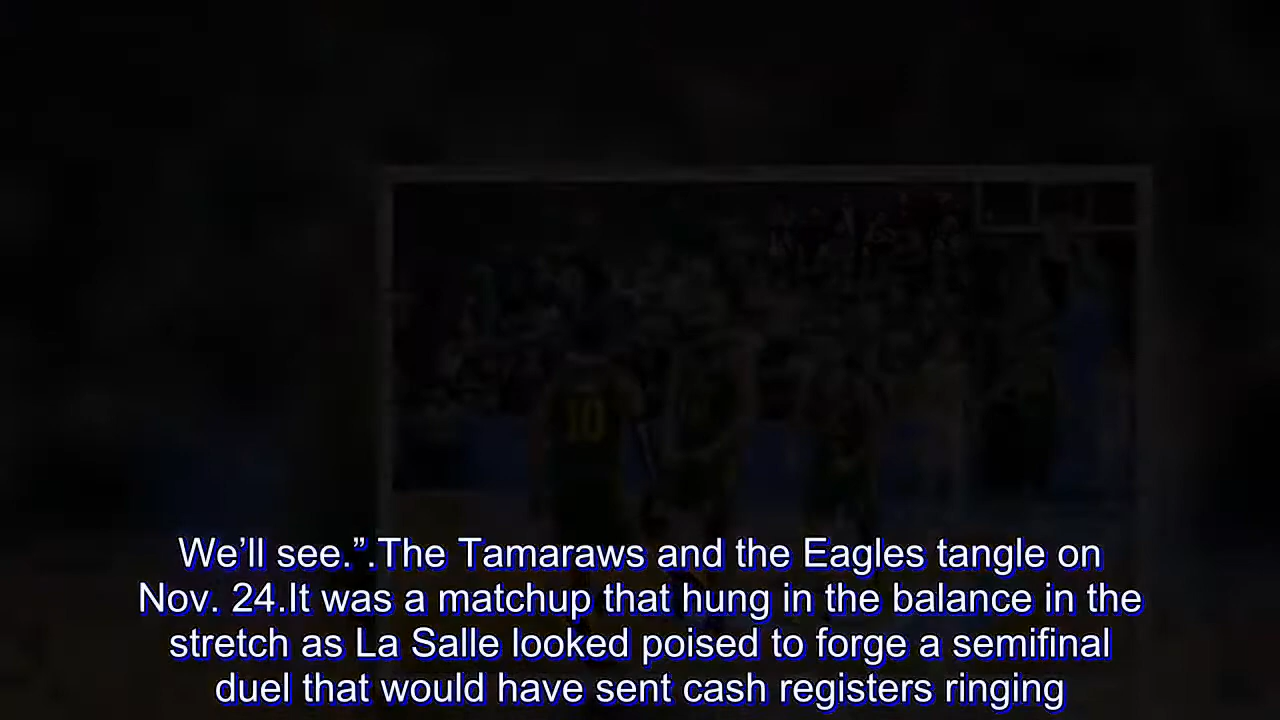 10
We’ll see.”.The Tamaraws and the Eagles tangle on
Nov. 24.It was a matchup that hung in the balance in the
stretch as La Salle looked poised to forge a semifinal
duel that would have sent cash registers ringing